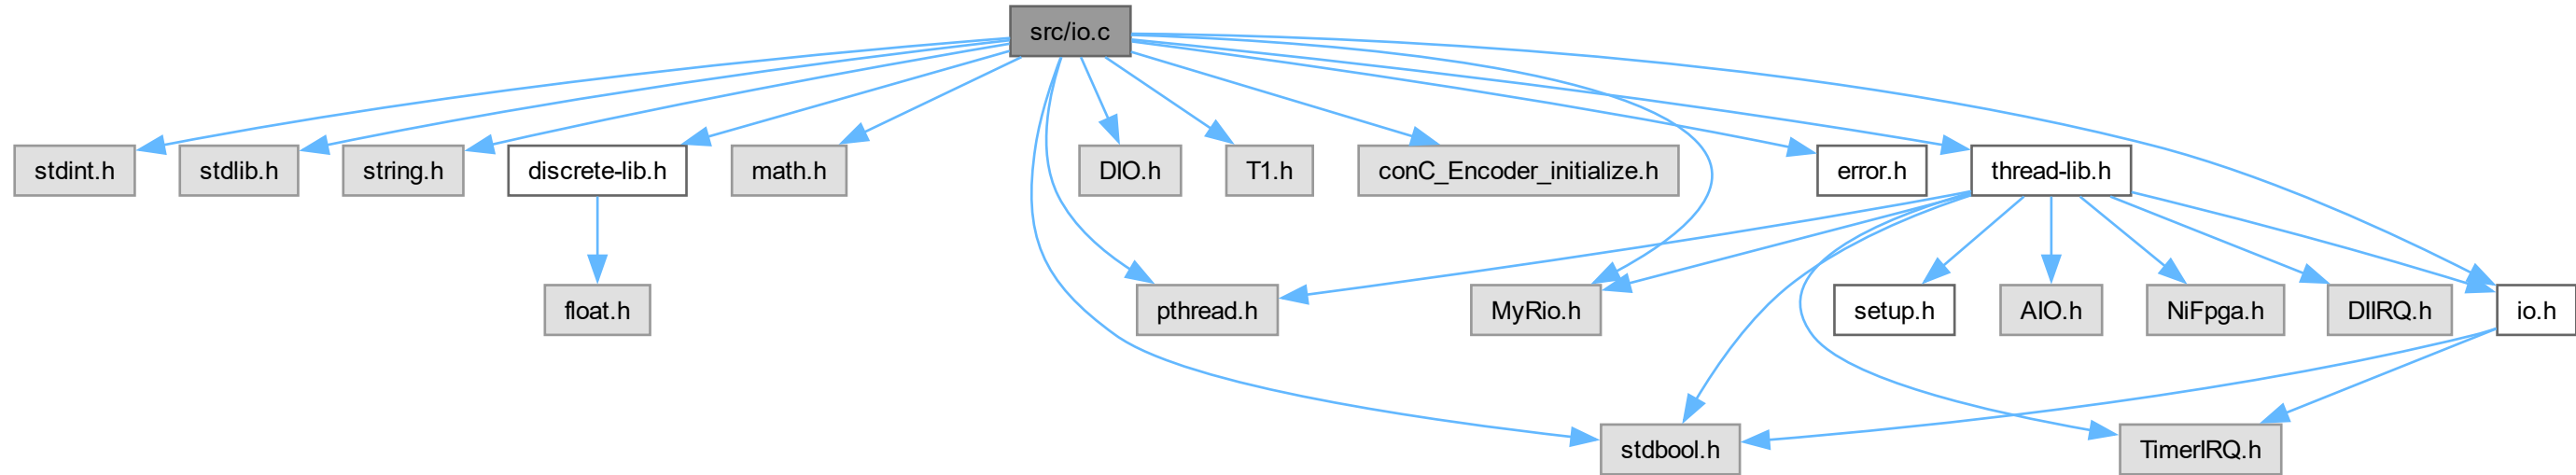 src/io.c
stdint.h
stdlib.h
string.h
discrete-lib.h
math.h
DIO.h
T1.h
conC_Encoder_initialize.h
error.h
thread-lib.h
float.h
pthread.h
MyRio.h
setup.h
AIO.h
NiFpga.h
DIIRQ.h
io.h
stdbool.h
TimerIRQ.h